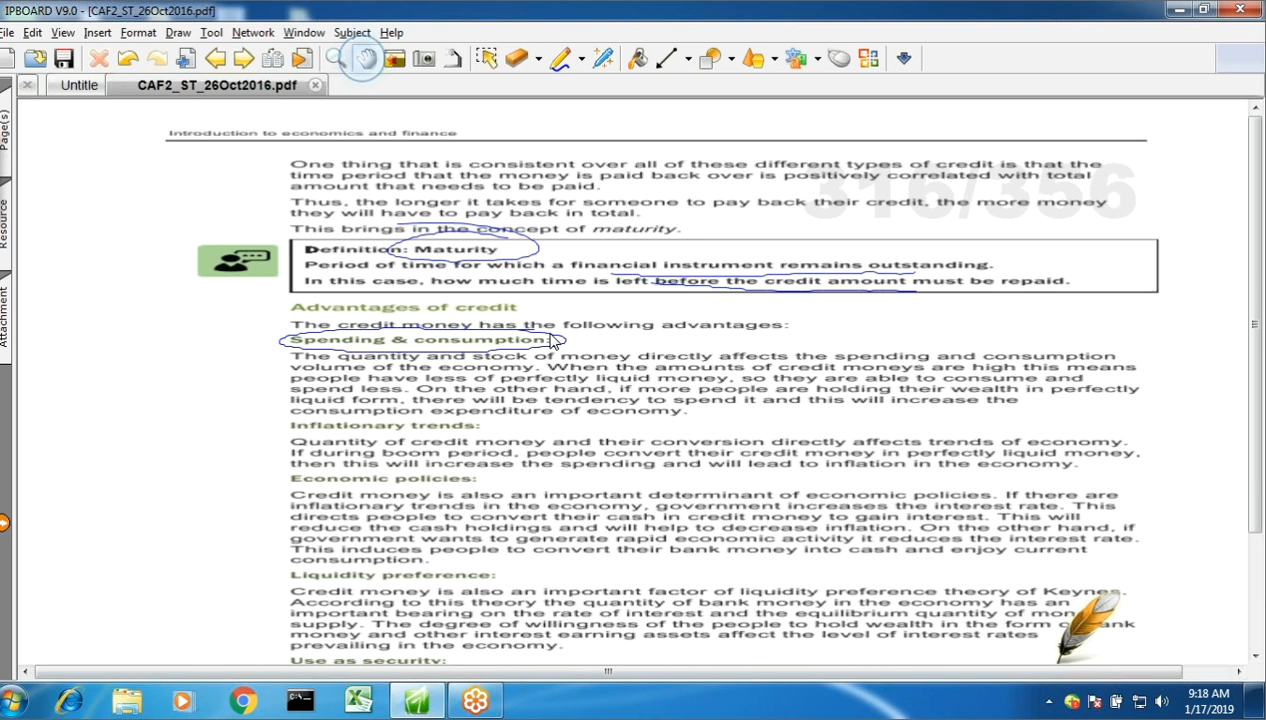 IPBOARD V9.0 - [CAF2_ST_26Oct2016.pdf]
File Edit View Insert Format Draw Tool Network Window Subject Help
Untitle CAF2_ST_26Oct2016.pdf
Page(s)
Resource
Attachment
Introduction to economics and finance
316/356
One thing that is consistent over all of these different types of credit is that the
time period that the money is paid back over is positively correlated with total
amount that needs to be paid.
Thus, the longer it takes for someone to pay back their credit, the more money
they will have to pay back in total.
This brings in the concept of maturity.
Definition: Maturity
Period of time for which a financial instrument remains outstanding.
In this case, how much time is left before the credit amount must be repaid.
Advantages of credit
The credit money has the following advantages:
Spending & consumption:
The quantity and stock of money directly affects the spending and consumption
volume of the economy. When the amounts of credit moneys are high this means
people have less of perfectly liquid money, so they are able to consume and
spend less. On the other hand, if more people are holding their wealth in perfectly
liquid form, there will be tendency to spend it and this will increase the
consumption expenditure of economy.
Inflationary trends:
Quantity of credit money and their conversion directly affects trends of economy.
If during boom period, people convert their credit money in perfectly liquid money,
then this will increase the spending and will lead to inflation in the economy.
Economic policies:
Credit money is also an important determinant of economic policies. If there are
inflationary trends in the economy, government increases the interest rate. This
directs people to convert their cash in credit money to gain interest. This will
reduce the cash holdings and will help to decrease inflation. On the other hand, if
government wants to generate rapid economic activity it reduces the interest rate.
This induces people to convert their bank money into cash and enjoy current
consumption.
Liquidity preference:
Credit money is also an important factor of liquidity preference theory of Keynes.
According to this theory the quantity of bank money in the economy has an
important bearing on the rate of interest and the equilibrium quantity of
supply. The degree of willingness of the people to hold wealth in the form
money and other interest earning assets affect the level of interest rates
prevailing in the economy.
Use as security:
9:18 AM
1/17/2019